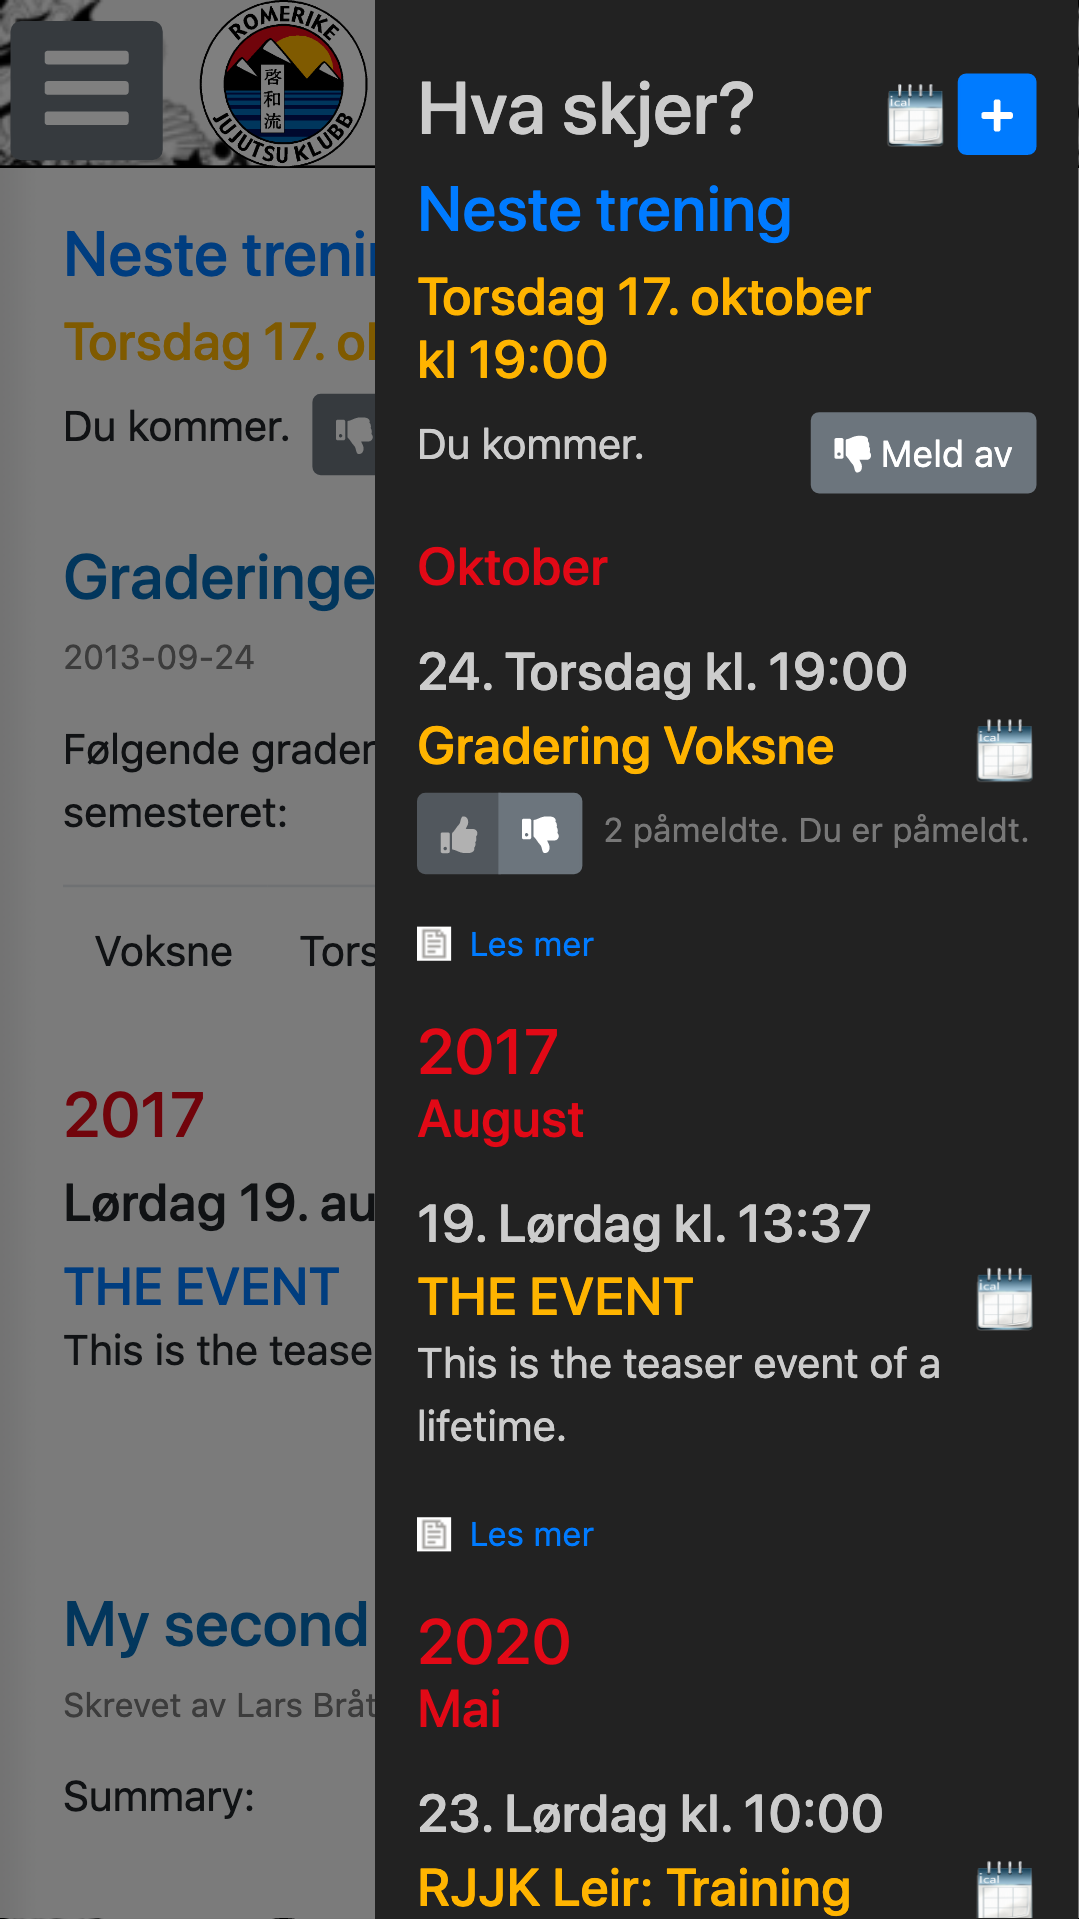 ROMERIKE
啓和流
JUJUTSU KLUBB
Neste treni
Torsdag 17. o
Du kommer.
Graderinge
2013-09-24
Følgende grader
semesteret:
Voksne Tors
2017
Lørdag 19. au
THE EVENT
This is the tease
My second
Skrevet av Lars Bråt
Summary:
Hva skjer?
ical
+
Neste trening
Torsdag 17. oktober
kl 19:00
Du kommer.
Meld av
Oktober
24. Torsdag kl. 19:00
Gradering Voksne
ical
2 påmeldte. Du er påmeldt.
Les mer
2017
August
19. Lørdag kl. 13:37
THE EVENT
ical
This is the teaser event of a
lifetime.
Les mer
2020
Mai
23. Lørdag kl. 10:00
RJJK Leir: Training
ical